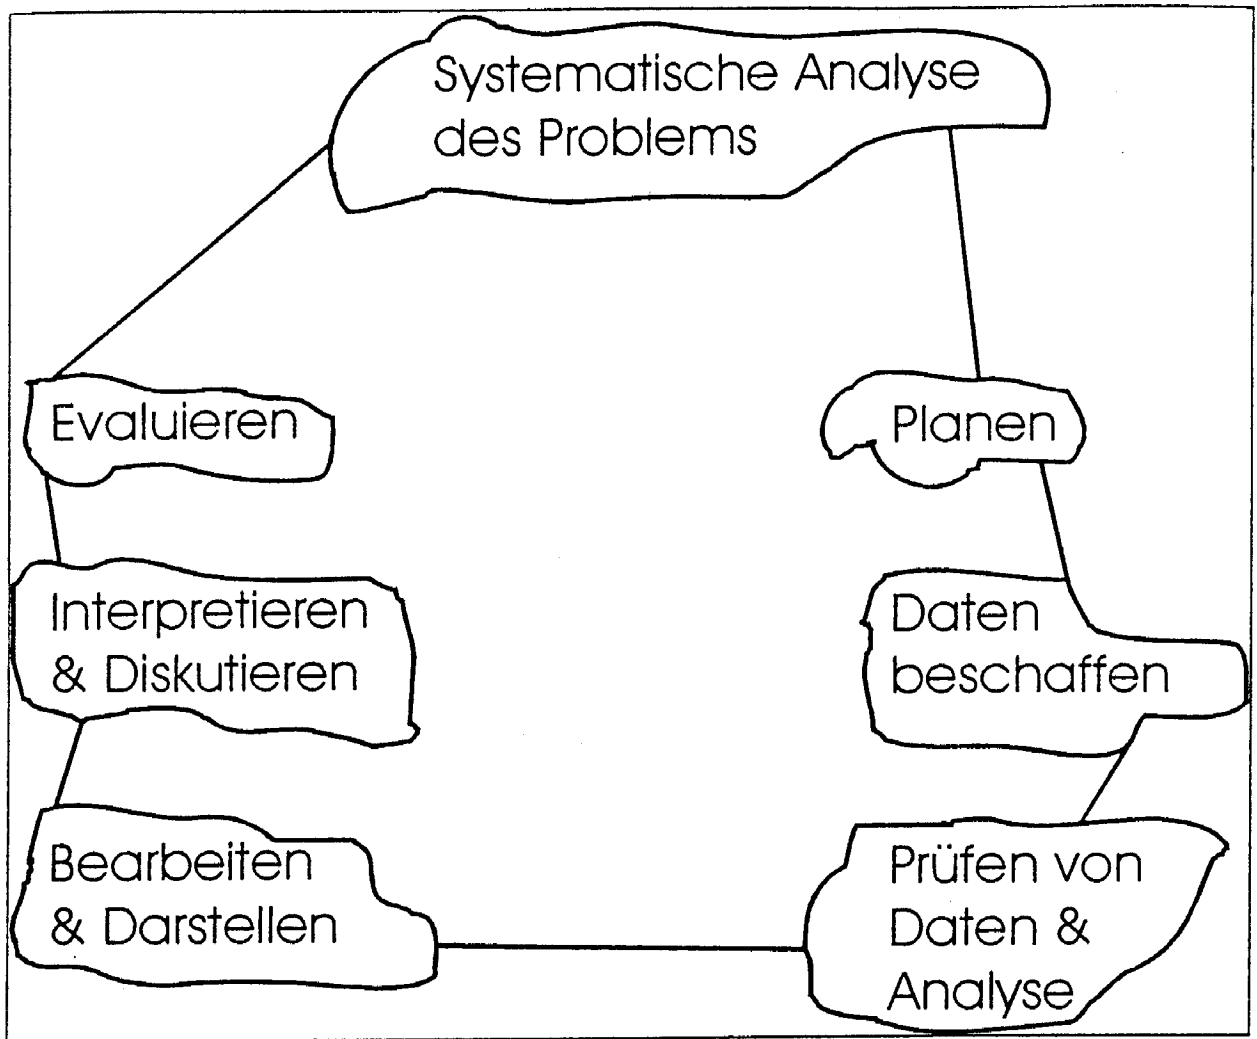 Systematische Analyse
des Problems
Planen
Daten
beschaffen
Prüfen von
Daten &
Analyse
Bearbeiten
& Darstellen
Interpretieren
& Diskutieren
Evaluieren